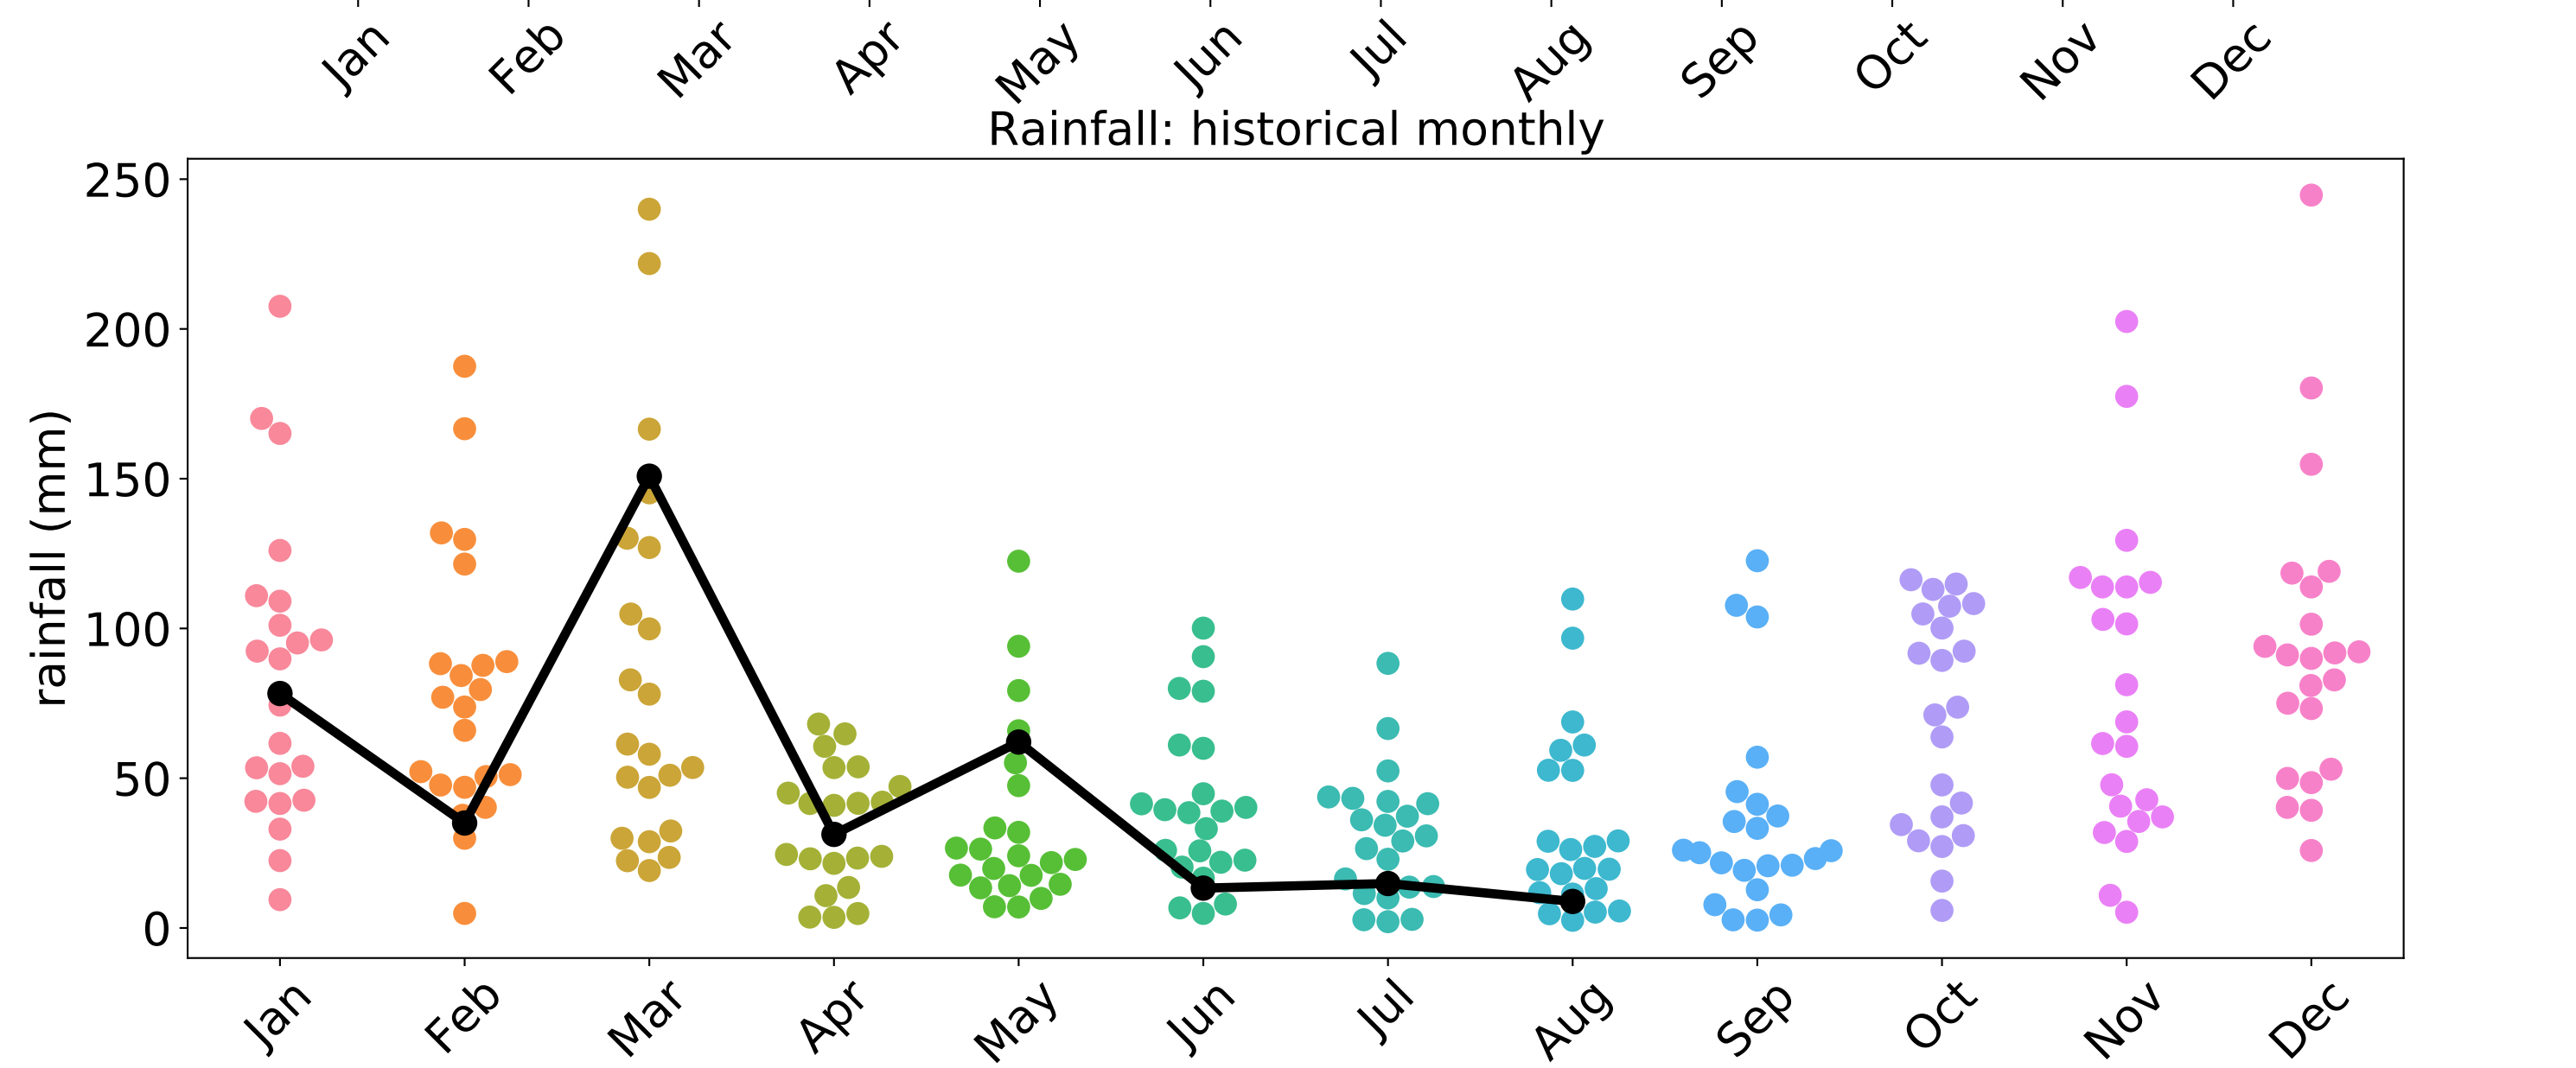 Jan Feb Mar Apr May Jun Jul Aug Sep Oct Nov Dec
Rainfall: historical monthly
250
200
150
100
50
0
rainfall (mm)
Jan Feb Mar Apr May Jun Jul Aug Sep Oct Nov Dec